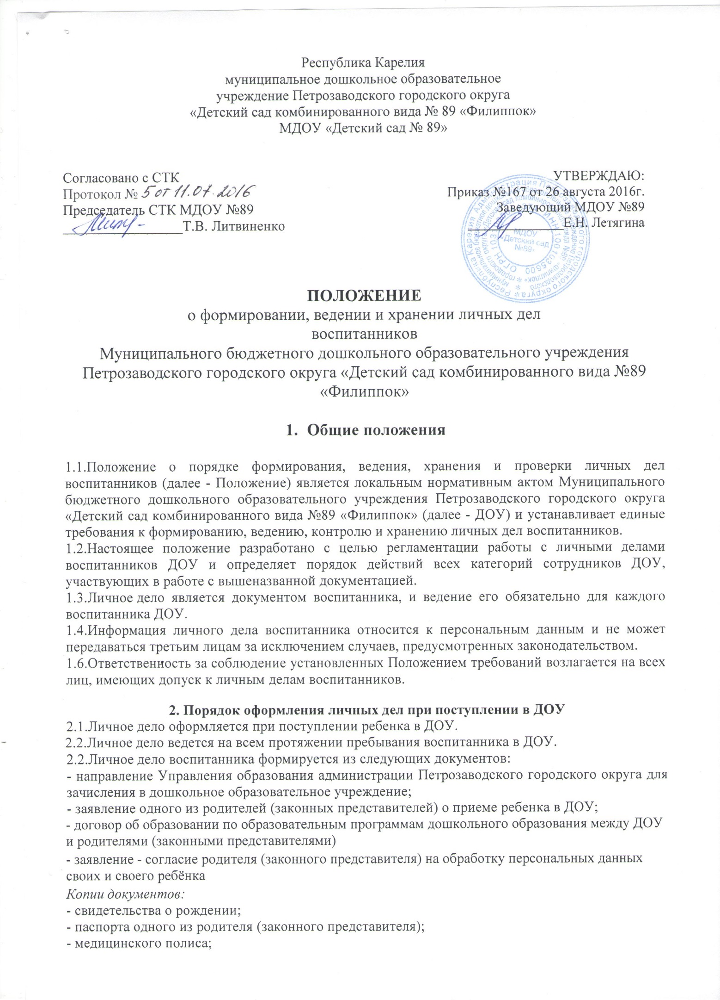 Республика Карелия
муниципальное дошкольное образовательное
учреждение Петрозаводского городского округа
«Детский сад комбинированного вида № 89 «Филиппок»
МДОУ «Детский сад № 89»
Согласовано с СТК
Протокол № 5 от 11.07.2016
Председатель СТК МДОУ №89
Т.В. Литвиненко
УТВЕРЖДАЮ:
Приказ №167 от 26 августа 2016г.
Заведующий МДОУ №89
Е.Н. Летягина
Республика Карелия Администрация Петрозаводского городского округа
ИНН 1001035600 ОГРН
МДОУ
«Детский сад
№89»
ПОЛОЖЕНИЕ
о формировании, ведении и хранении личных дел
воспитанников
Муниципального бюджетного дошкольного образовательного учреждения
Петрозаводского городского округа «Детский сад комбинированного вида №89
«Филиппок»
1. Общие положения
1.1.Положение о порядке формирования, ведения, хранения и проверки личных дел
воспитанников (далее - Положение) является локальным нормативным актом Муниципального
бюджетного дошкольного образовательного учреждения Петрозаводского городского округа
«Детский сад комбинированного вида №89 «Филиппок» (далее - ДОУ) и устанавливает единые
требования к формированию, ведению, контролю и хранению личных дел воспитанников.
1.2.Настоящее положение разработано с целью регламентации работы с личными делами
воспитанников ДОУ и определяет порядок действий всех категорий сотрудников ДОУ,
участвующих в работе с вышеназванной документацией.
1.3.Личное дело является документом воспитанника, и ведение его обязательно для каждого
воспитанника ДОУ.
1.4.Информация личного дела воспитанника относится к персональным данным и не может
передаваться третьим лицам за исключением случаев, предусмотренных законодательством.
1.6.Ответственность за соблюдение установленных Положением требований возлагается на всех
лиц, имеющих допуск к личным делам воспитанников.
2. Порядок оформления личных дел при поступлении в ДОУ
2.1.Личное дело оформляется при поступлении ребенка в ДОУ.
2.2.Личное дело ведется на всем протяжении пребывания воспитанника в ДОУ.
2.2.Личное дело воспитанника формируется из следующих документов:
- направление Управления образования администрации Петрозаводского городского округа для
зачисления в дошкольное образовательное учреждение;
- заявление одного из родителей (законных представителей) о приеме ребенка в ДОУ;
- договор об образовании по образовательным программам дошкольного образования между ДОУ
и родителями (законными представителями)
- заявление - согласие родителя (законного представителя) на обработку персональных данных
своих и своего ребёнка
Копии документов:
- свидетельства о рождении;
- паспорта одного из родителя (законного представителя);
- медицинского полиса;